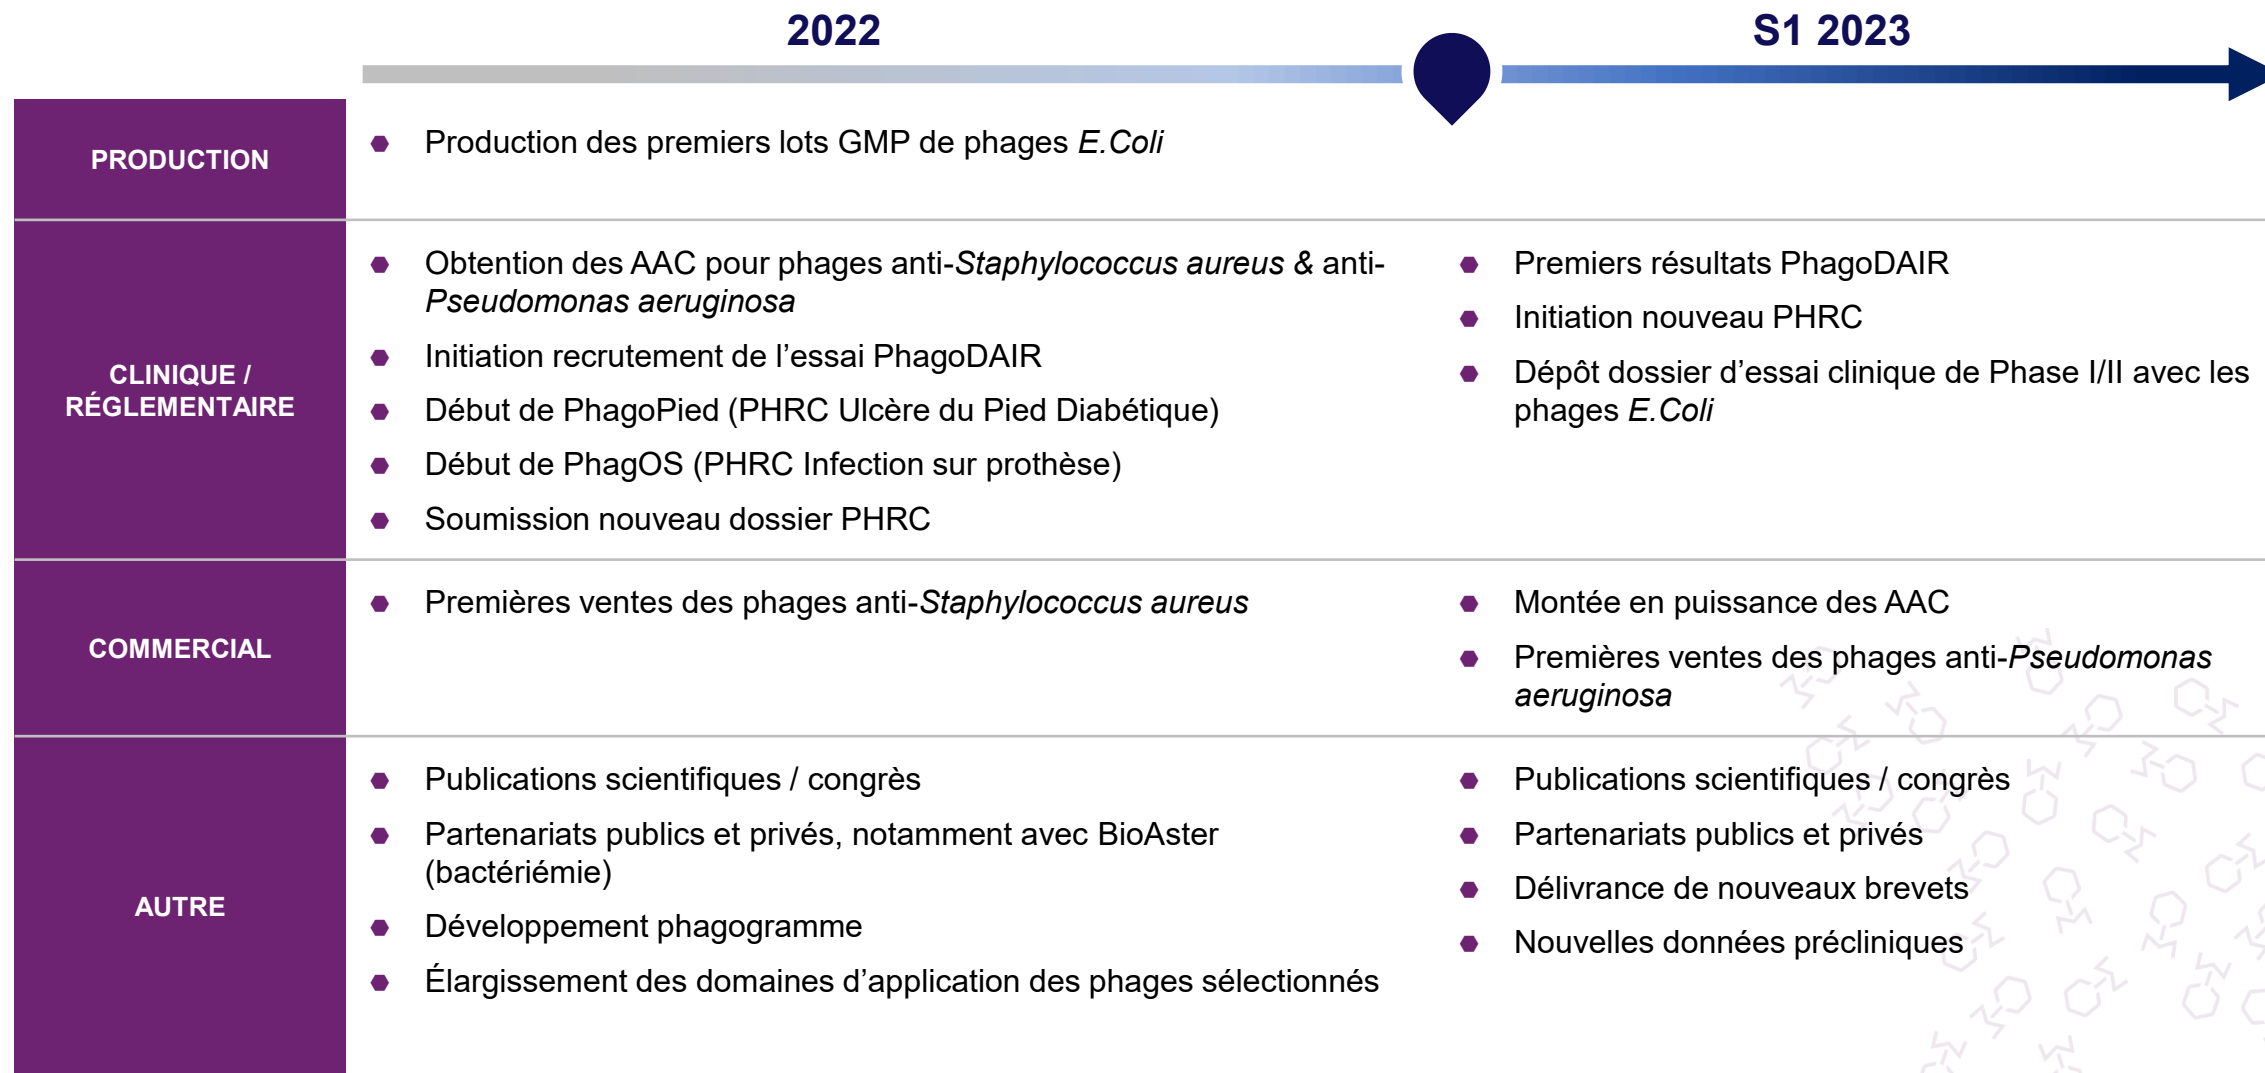 2022
S1 2023
PRODUCTION
Production des premiers lots GMP de phages E.Coli
CLINIQUE /
RÉGLEMENTAIRE
Obtention des AAC pour phages anti-Staphylococcus aureus & anti-
Pseudomonas aeruginosa
Initiation recrutement de l’essai PhagoDAIR
Début de PhagoPied (PHRC Ulcère du Pied Diabétique)
Début de PhagOS (PHRC Infection sur prothèse)
Soumission nouveau dossier PHRC
Premiers résultats PhagoDAIR
Initiation nouveau PHRC
Dépôt dossier d’essai clinique de Phase I/II avec les
phages E.Coli
COMMERCIAL
Premières ventes des phages anti-Staphylococcus aureus
Montée en puissance des AAC
Premières ventes des phages anti-Pseudomonas
aeruginosa
AUTRE
Publications scientifiques / congrès
Partenariats publics et privés, notamment avec BioAster
(bactériémie)
Développement phagogramme
Élargissement des domaines d’application des phages sélectionnés
Publications scientifiques / congrès
Partenariats publics et privés
Délivrance de nouveaux brevets
Nouvelles données précliniques